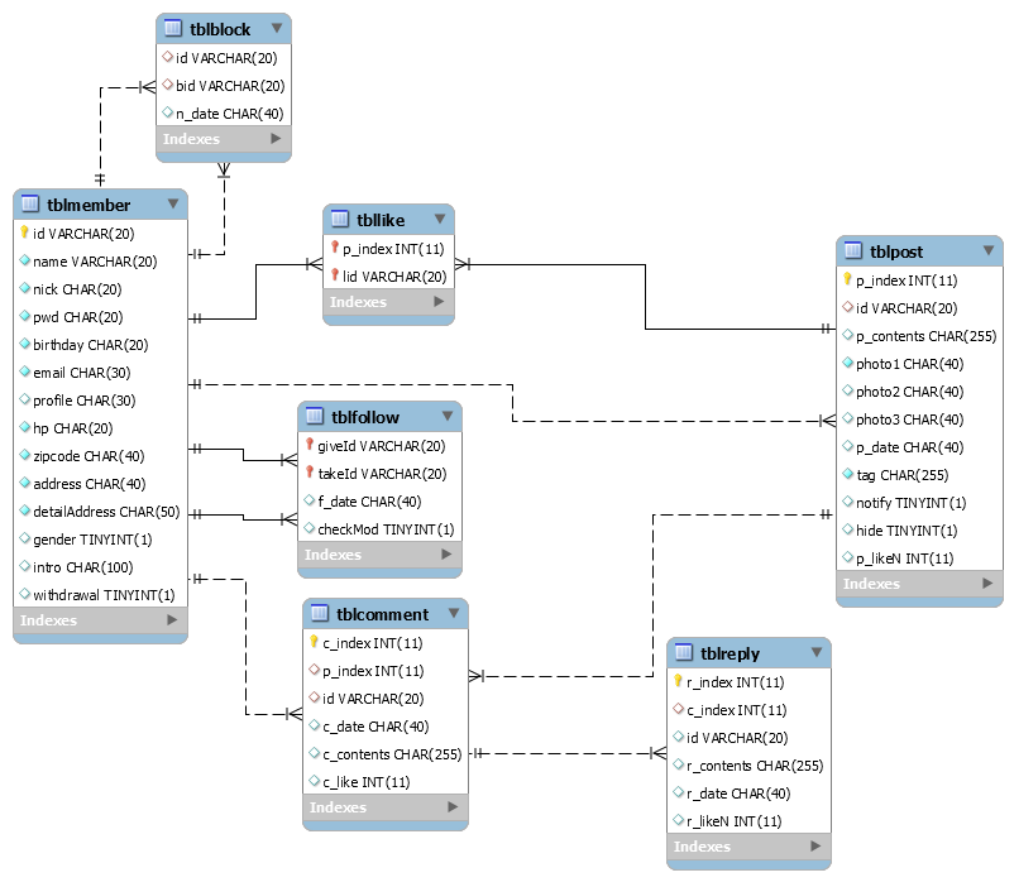 tblblock
id VARCHAR(20)
bid VARCHAR(20)
n_date CHAR(40)
Indexes
tblmember
id VARCHAR(20)
name VARCHAR(20)
nick CHAR(20)
pwd CHAR(20)
birthday CHAR(20)
email CHAR(30)
profile CHAR(30)
hp CHAR(20)
zipcode CHAR(40)
address CHAR(40)
detailAddress CHAR(50)
gender TINYINT(1)
intro CHAR(100)
withdrawal TINYINT(1)
Indexes
tbllike
p_index INT(11)
lid VARCHAR(20)
Indexes
tblfollow
giveId VARCHAR(20)
takeId VARCHAR(20)
f_date CHAR(40)
checkMod TINYINT(1)
Indexes
tblcomment
c_index INT(11)
p_index INT(11)
id VARCHAR(20)
c_date CHAR(40)
c_contents CHAR(255)
c_like INT(11)
Indexes
tblpost
p_index INT(11)
id VARCHAR(20)
p_contents CHAR(255)
photo1 CHAR(40)
photo2 CHAR(40)
photo3 CHAR(40)
p_date CHAR(40)
tag CHAR(255)
notify TINYINT(1)
hide TINYINT(1)
p_likeN INT(11)
Indexes
tblreply
r_index INT(11)
c_index INT(11)
id VARCHAR(20)
r_contents CHAR(255)
r_date CHAR(40)
r_likeN INT(11)
Indexes